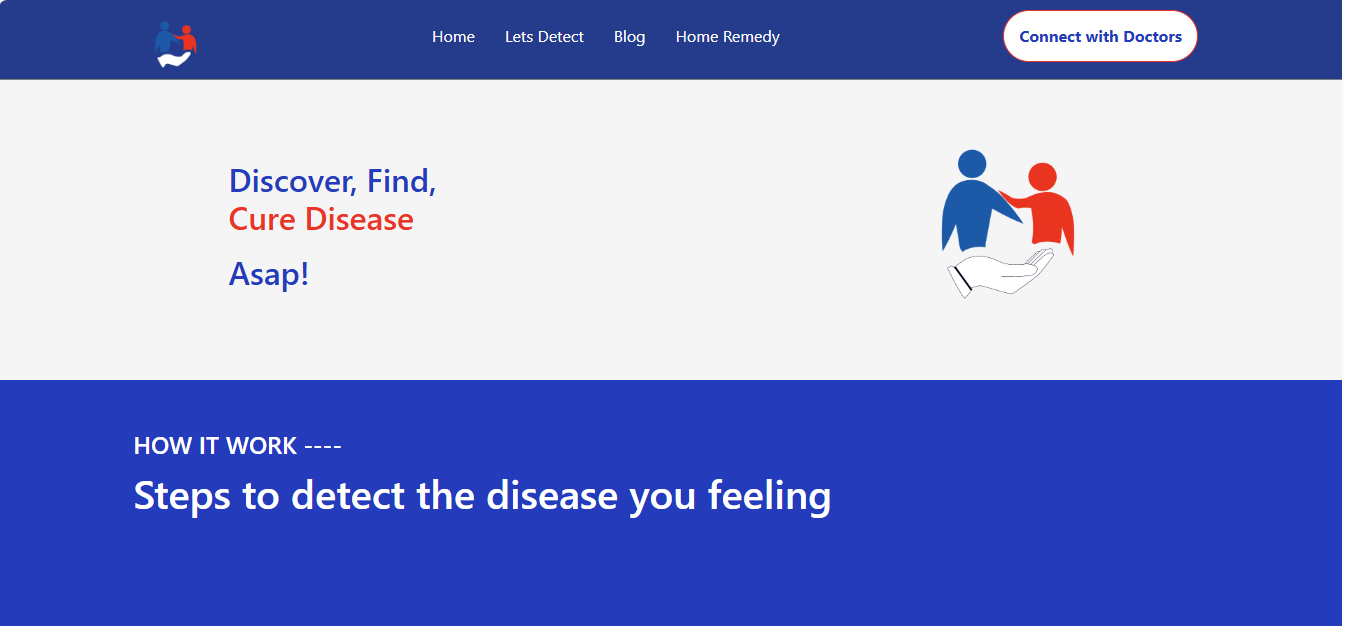 Home
Lets Detect
Blog
Home Remedy
Connect with Doctors
Discover, Find,
Cure Disease
Asap!
HOW IT WORK ----
Steps to detect the disease you feeling